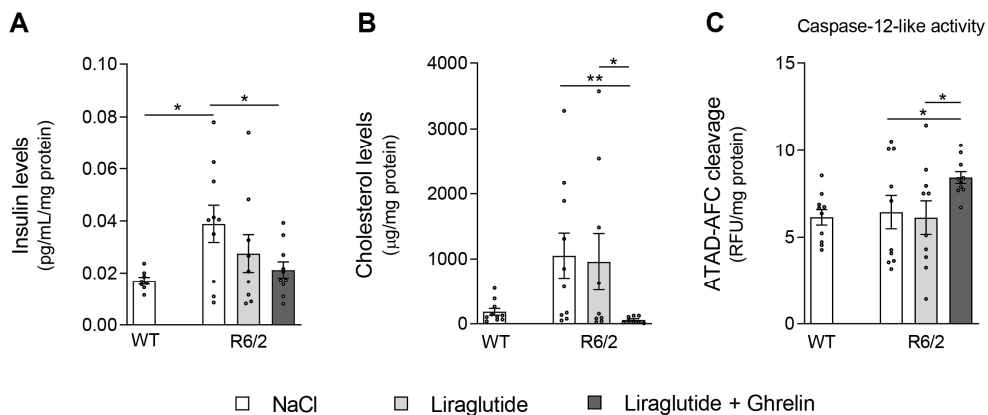 A
Insulin levels
(pg/mL/mg protein)
0.10
0.08
0.06
0.04
0.02
0.00
*
*
WT
R6/2
B
Cholesterol levels
(µg/mg protein)
4000
3000
2000
1000
0
*
**
WT
R6/2
C
Caspase-12-like activity
ATAD-AFC cleavage
(RFU/mg protein)
15
10
5
0
*
*
WT
R6/2
NaCl
Liraglutide
Liraglutide + Ghrelin